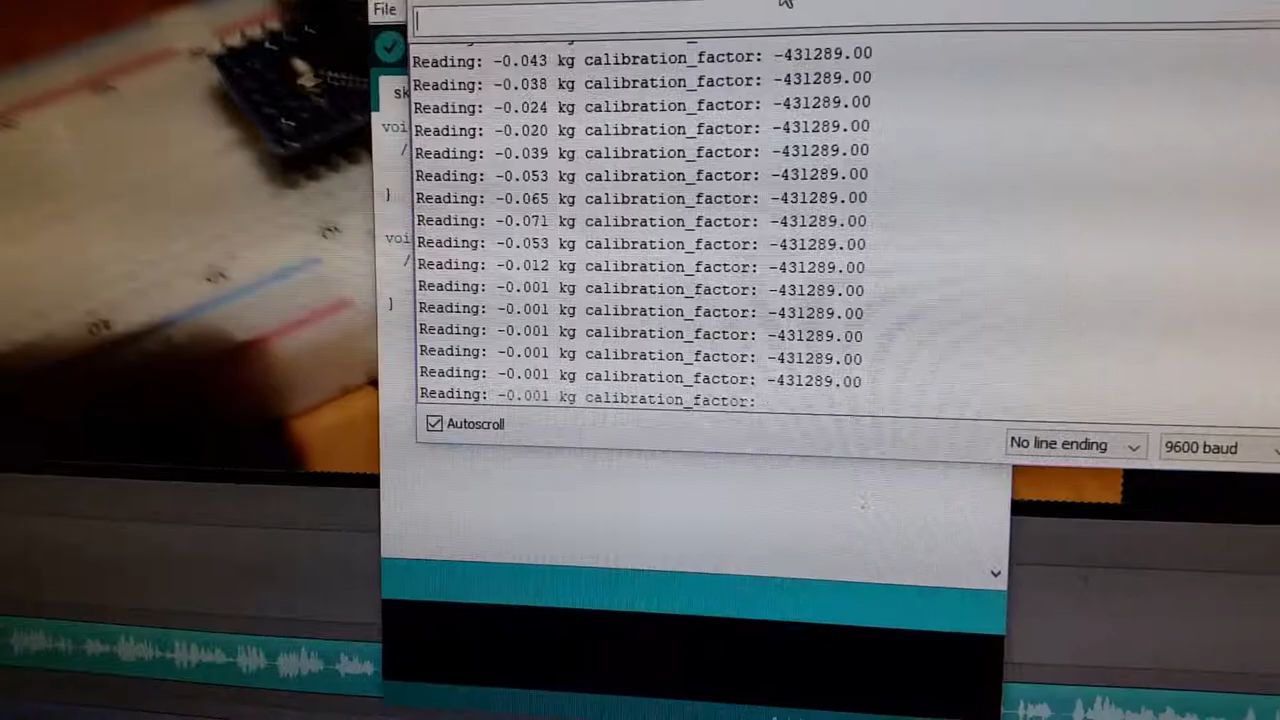 File
Reading: -0.043 kg calibration_factor: -431289.00
Reading: -0.038 kg calibration_factor: -431289.00
Reading: -0.024 kg calibration_factor: -431289.00
Reading: -0.020 kg calibration_factor: -431289.00
Reading: -0.039 kg calibration_factor: -431289.00
Reading: -0.053 kg calibration_factor: -431289.00
Reading: -0.065 kg calibration_factor: -431289.00
Reading: -0.071 kg calibration_factor: -431289.00
Reading: -0.053 kg calibration_factor: -431289.00
Reading: -0.012 kg calibration_factor: -431289.00
Reading: -0.001 kg calibration_factor: -431289.00
Reading: -0.001 kg calibration_factor: -431289.00
Reading: -0.001 kg calibration_factor: -431289.00
Reading: -0.001 kg calibration_factor: -431289.00
Reading: -0.001 kg calibration_factor: -431289.00
Reading: -0.001 kg calibration_factor:
sk
voi
/
}
voi
/
}
Autoscroll
No line ending
9600 baud